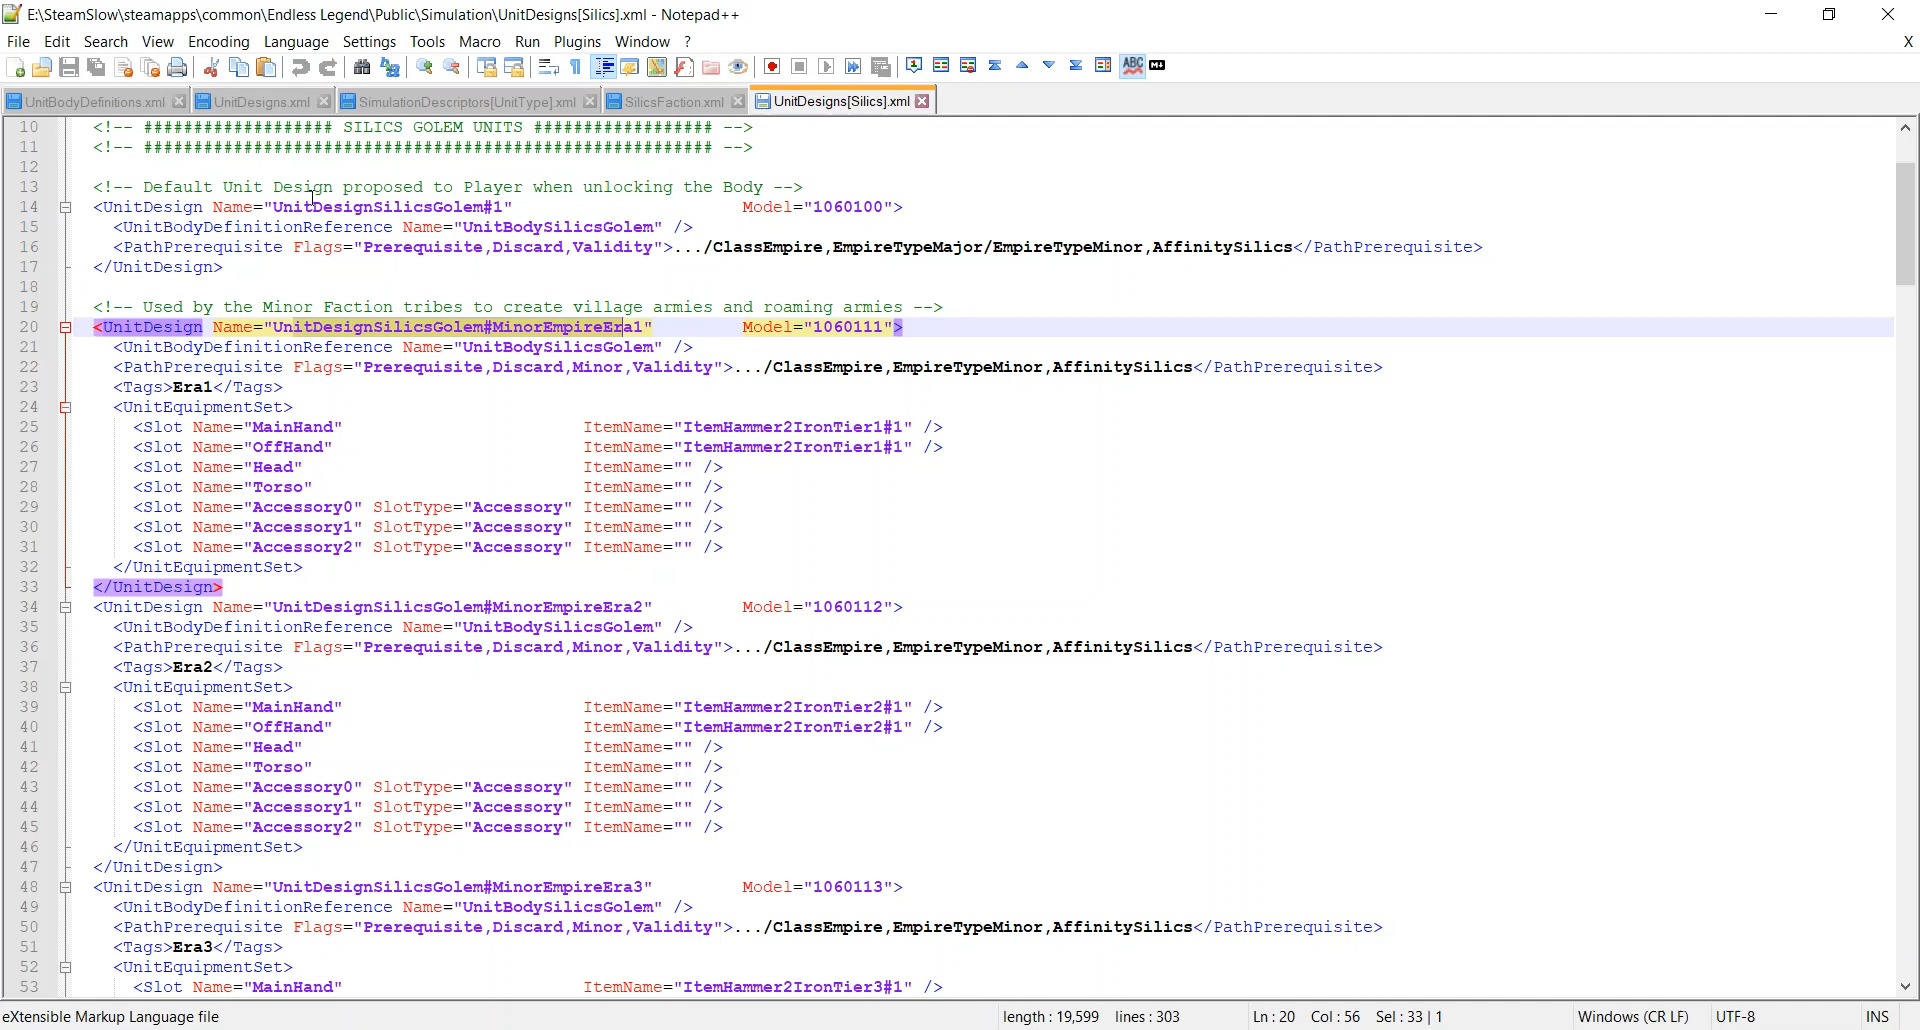 E:\SteamSlow\steamapps\common\Endless Legend\Public\Simulation\UnitDesigns[Silics].xml - Notepad++
File Edit Search View Encoding Language Settings Tools Macro Run Plugins Window ? X
UnitBodyDefinitions.xml UnitDesigns.xml SimulationDescriptors[UnitType].xml SilicsFaction.xml UnitDesigns[Silics].xml
10 <!-- ################### SILICS GOLEM UNITS ################## -->
11 <!-- ######################################################### -->
12
13 <!-- Default Unit Design proposed to Player when unlocking the Body -->
14 <UnitDesign Name="UnitDesignSilicsGolem#1" Model="1060100">
15 <UnitBodyDefinitionReference Name="UnitBodySilicsGolem" />
16 <PathPrerequisite Flags="Prerequisite,Discard,Validity">.../ClassEmpire,EmpireTypeMajor/EmpireTypeMinor,AffinitySilics</PathPrerequisite>
17 </UnitDesign>
18
19 <!-- Used by the Minor Faction tribes to create village armies and roaming armies -->
20 <UnitDesign Name="UnitDesignSilicsGolem#MinorEmpireEra1" Model="1060111">
21 <UnitBodyDefinitionReference Name="UnitBodySilicsGolem" />
22 <PathPrerequisite Flags="Prerequisite,Discard,Minor,Validity">.../ClassEmpire,EmpireTypeMinor,AffinitySilics</PathPrerequisite>
23 <Tags>Era1</Tags>
24 <UnitEquipmentSet>
25 <Slot Name="MainHand" ItemName="ItemHammer2IronTier1#1" />
26 <Slot Name="OffHand" ItemName="ItemHammer2IronTier1#1" />
27 <Slot Name="Head" ItemName="" />
28 <Slot Name="Torso" ItemName="" />
29 <Slot Name="Accessory0" SlotType="Accessory" ItemName="" />
30 <Slot Name="Accessory1" SlotType="Accessory" ItemName="" />
31 <Slot Name="Accessory2" SlotType="Accessory" ItemName="" />
32 </UnitEquipmentSet>
33 </UnitDesign>
34 <UnitDesign Name="UnitDesignSilicsGolem#MinorEmpireEra2" Model="1060112">
35 <UnitBodyDefinitionReference Name="UnitBodySilicsGolem" />
36 <PathPrerequisite Flags="Prerequisite,Discard,Minor,Validity">.../ClassEmpire,EmpireTypeMinor,AffinitySilics</PathPrerequisite>
37 <Tags>Era2</Tags>
38 <UnitEquipmentSet>
39 <Slot Name="MainHand" ItemName="ItemHammer2IronTier2#1" />
40 <Slot Name="OffHand" ItemName="ItemHammer2IronTier2#1" />
41 <Slot Name="Head" ItemName="" />
42 <Slot Name="Torso" ItemName="" />
43 <Slot Name="Accessory0" SlotType="Accessory" ItemName="" />
44 <Slot Name="Accessory1" SlotType="Accessory" ItemName="" />
45 <Slot Name="Accessory2" SlotType="Accessory" ItemName="" />
46 </UnitEquipmentSet>
47 </UnitDesign>
48 <UnitDesign Name="UnitDesignSilicsGolem#MinorEmpireEra3" Model="1060113">
49 <UnitBodyDefinitionReference Name="UnitBodySilicsGolem" />
50 <PathPrerequisite Flags="Prerequisite,Discard,Minor,Validity">.../ClassEmpire,EmpireTypeMinor,AffinitySilics</PathPrerequisite>
51 <Tags>Era3</Tags>
52 <UnitEquipmentSet>
53 <Slot Name="MainHand" ItemName="ItemHammer2IronTier3#1" />
eXtensible Markup Language file length : 19,599 lines : 303 Ln : 20 Col : 56 Sel : 33 | 1 Windows (CR LF) UTF-8 INS